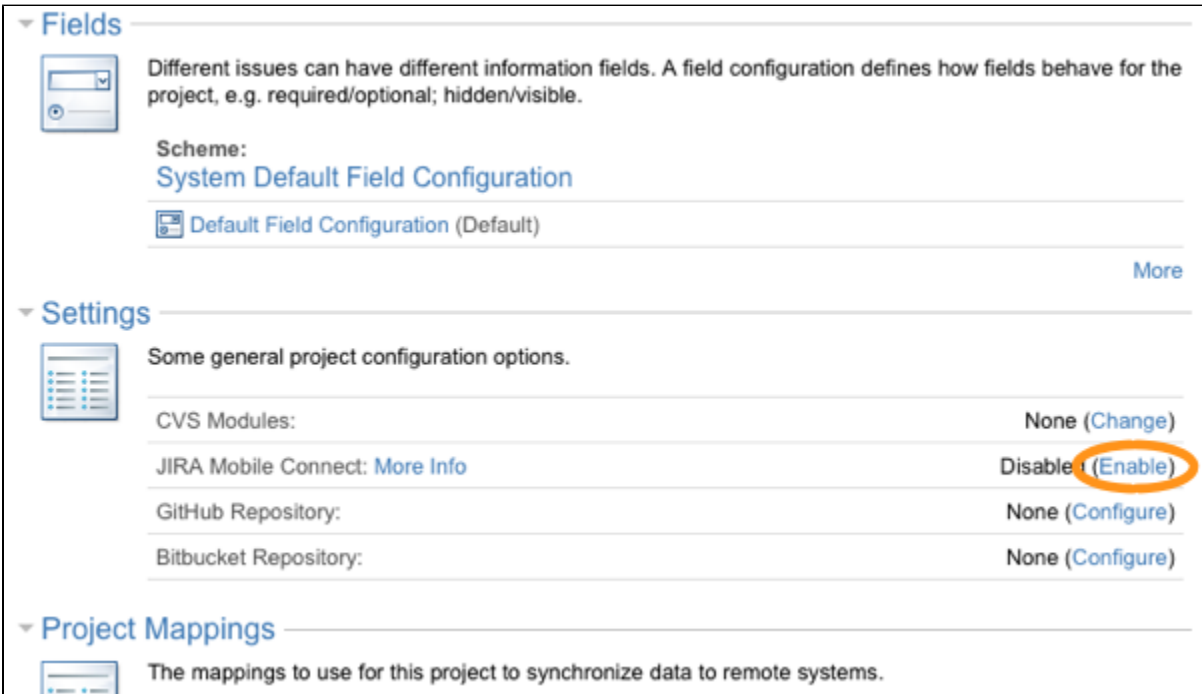 Fields
Different issues can have different information fields. A field configuration defines how fields behave for the
project, e.g. required/optional; hidden/visible.
Scheme:
System Default Field Configuration
Default Field Configuration (Default)
More
Settings
Some general project configuration options.
CVS Modules: None (Change)
JIRA Mobile Connect: More Info Disabled (Enable)
GitHub Repository: None (Configure)
Bitbucket Repository: None (Configure)
Project Mappings
The mappings to use for this project to synchronize data to remote systems.